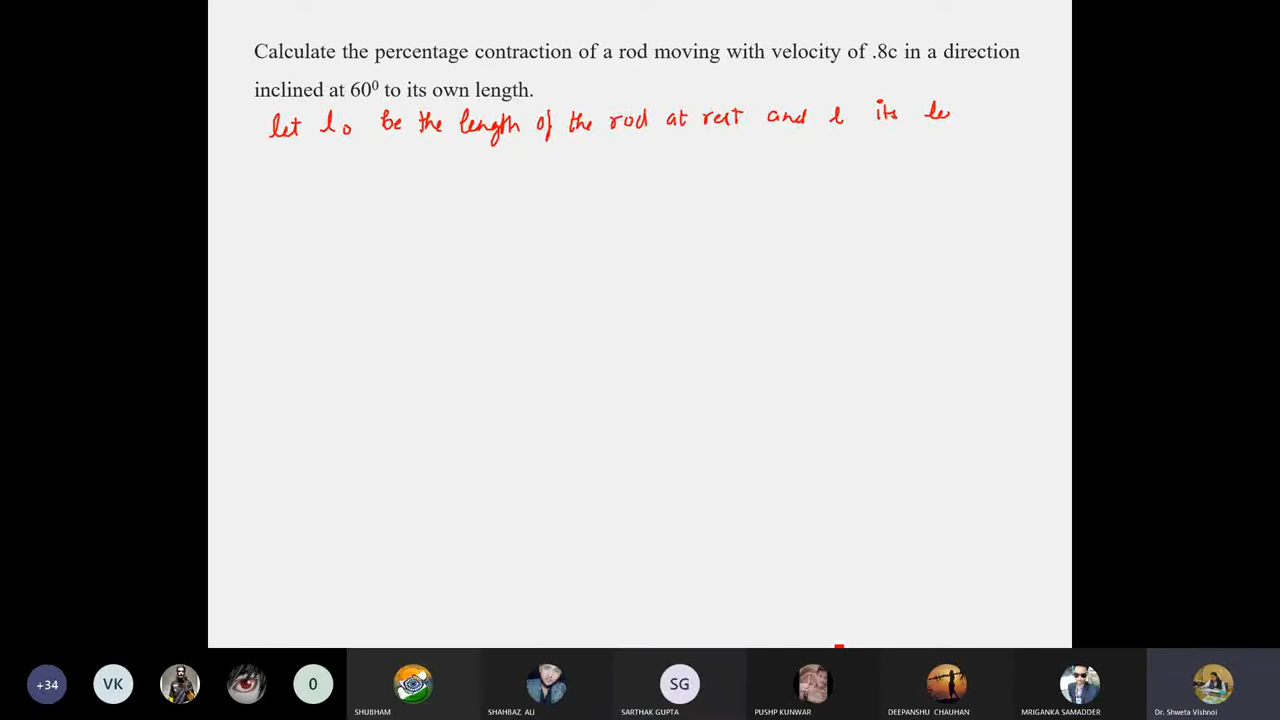 Calculate the percentage contraction of a rod moving with velocity of .8c in a direction
inclined at 60⁰ to its own length.
let l₀ be the length of the rod at rest and l its le
+34
VK
0
SG
SHUBHAM
SHAHBAZ ALI
SARTHAK GUPTA
PUSHP KUNWAR
DEEPANSHU CHAUHAN
MRIGANKA SAMADDER
Dr. Shweta Vishnoi